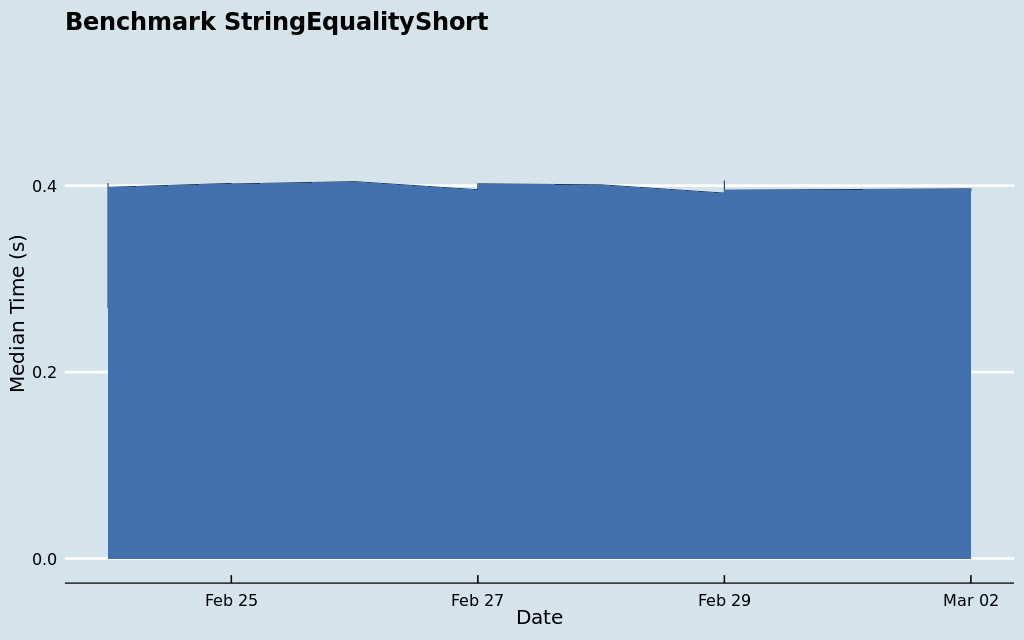 Benchmark StringEqualityShort
Median Time (s)
0.4
0.2
0.0
Feb 25
Feb 27
Feb 29
Mar 02
Date